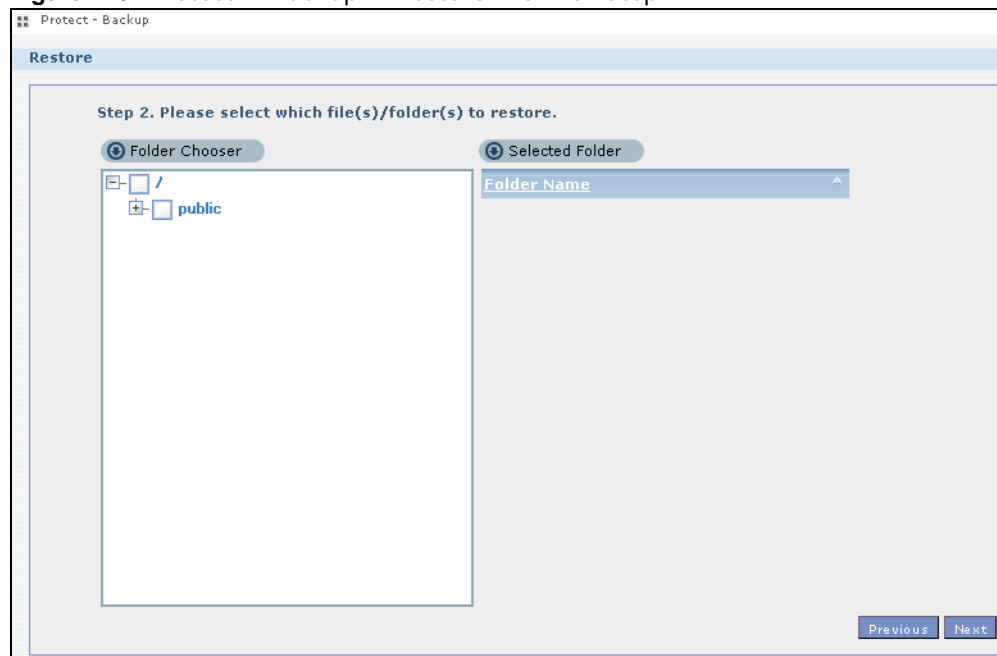 Protect - Backup
Restore
Step 2. Please select which file(s)/folder(s) to restore.
Folder Chooser
Selected Folder
/
public
Folder Name
Previous
Next